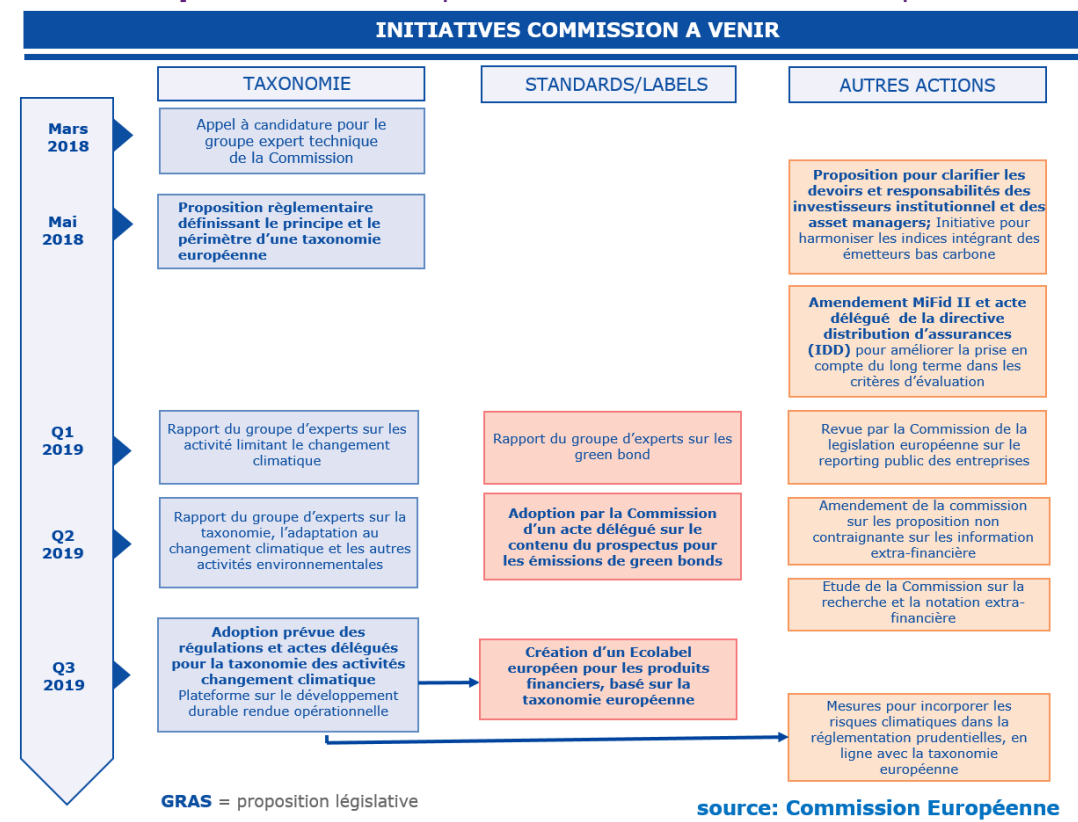 INITIATIVES COMMISSION A VENIR
TAXONOMIE
STANDARDS/LABELS
AUTRES ACTIONS
Mars
2018
Appel à candidature pour le
groupe expert technique
de la Commission
Mai
2018
Proposition règlementaire
définissant le principe et le
périmètre d'une taxonomie
européenne
Proposition pour clarifier les
devoirs et responsabilités des
investisseurs institutionnel et des
asset managers; Initiative pour
harmoniser les indices intégrant des
émetteurs bas carbone
Amendement MiFid II et acte
délégué de la directive
distribution d'assurances
(IDD) pour améliorer la prise en
compte du long terme dans les
critères d'évaluation
Q1
2019
Rapport du groupe d'experts sur les
activité limitant le changement
climatique
Rapport du groupe d'experts sur les
green bond
Revue par la Commission de la
legislation européenne sur le
reporting public des entreprises
Q2
2019
Rapport du groupe d'experts sur la
taxonomie, l'adaptation au
changement climatique et les autres
activités environnementales
Adoption par la Commission
d'un acte délégué sur le
contenu du prospectus pour
les émissions de green bonds
Amendement de la commission
sur les proposition non
contraignante sur les information
extra-financière
Etude de la Commission sur la
recherche et la notation extra-
financière
Q3
2019
Adoption prévue des
régulations et actes délégués
pour la taxonomie des activités
changement climatique
Plateforme sur le développement
durable rendue opérationnelle
Création d'un Ecolabel
européen pour les produits
financiers, basé sur la
taxonomie européenne
Mesures pour incorporer les
risques climatiques dans la
réglementation prudentielles, en
ligne avec la taxonomie
européenne
GRAS = proposition législative
source: Commission Européenne